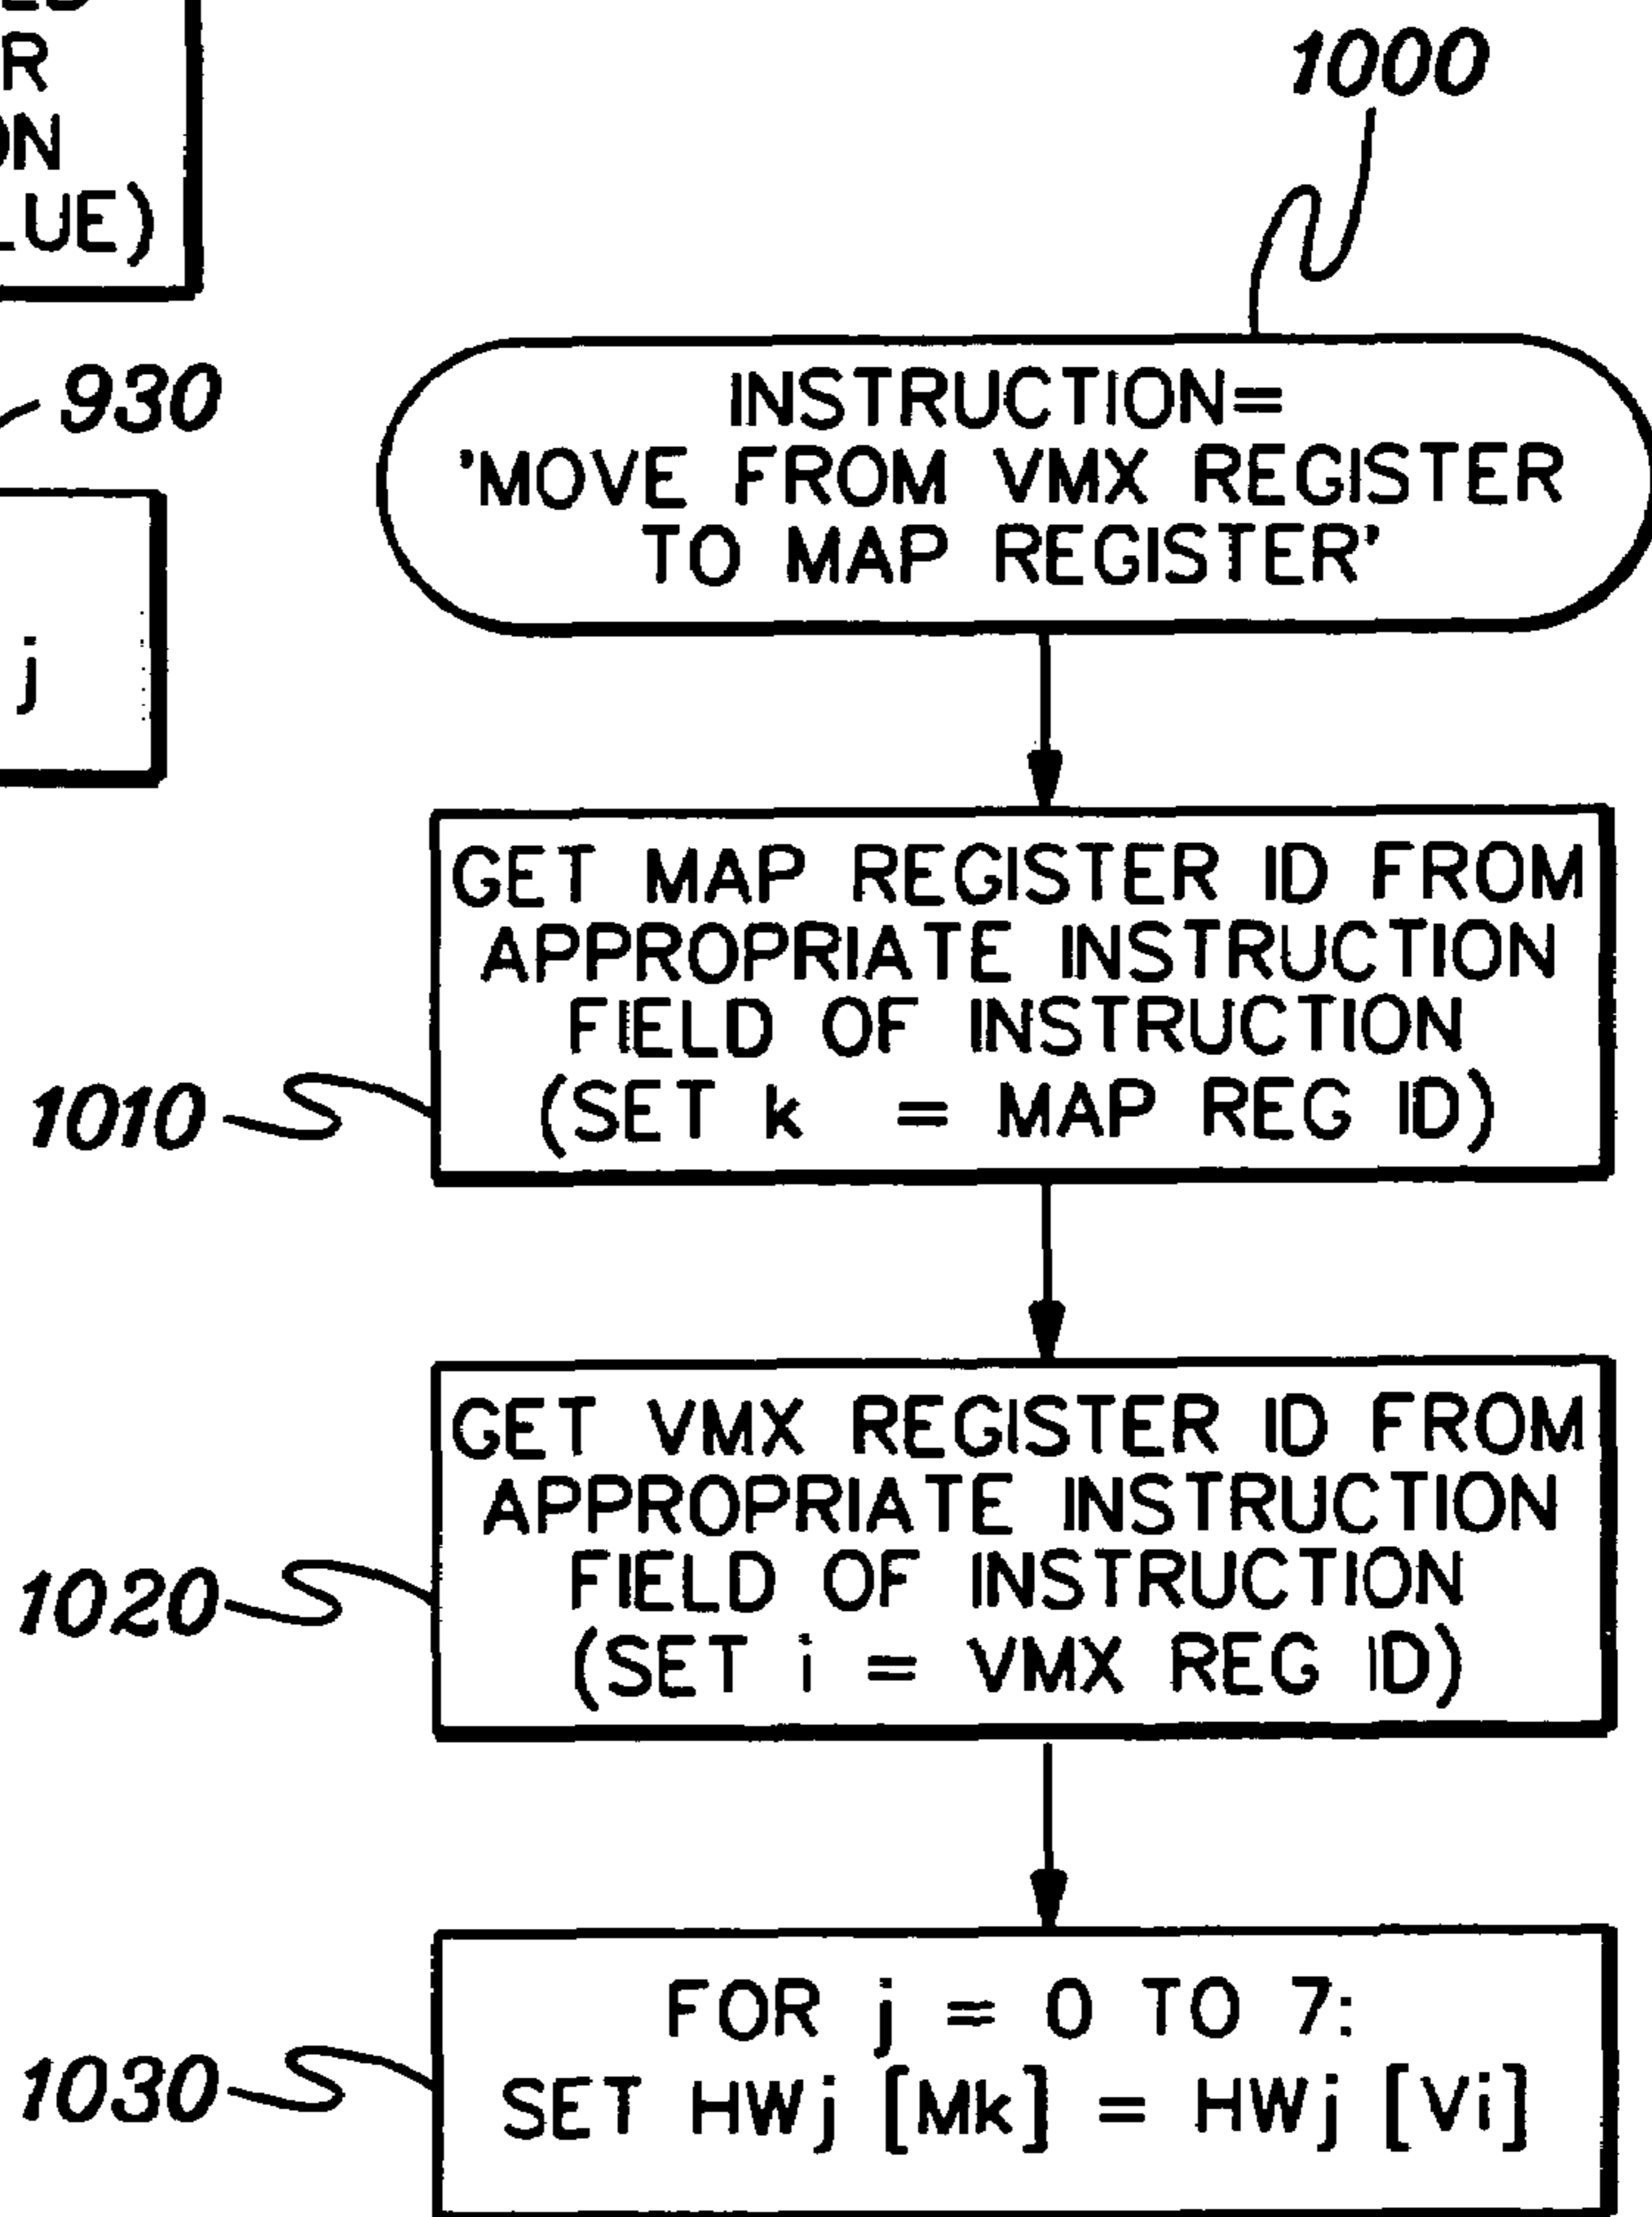 R
1000
INSTRUCTION=
'MOVE FROM VMX REGISTER
TO MAP REGISTER'
930
j
GET MAP REGISTER ID FROM
APPROPRIATE INSTRUCTION
FIELD OF INSTRUCTION
(SET k = MAP REG ID)
1010
GET VMX REGISTER ID FROM
APPROPRIATE INSTRUCTION
FIELD OF INSTRUCTION
(SET i = VMX REG ID)
1020
FOR j = 0 TO 7:
SET HWj [Mk] = HWj [Vi]
1030